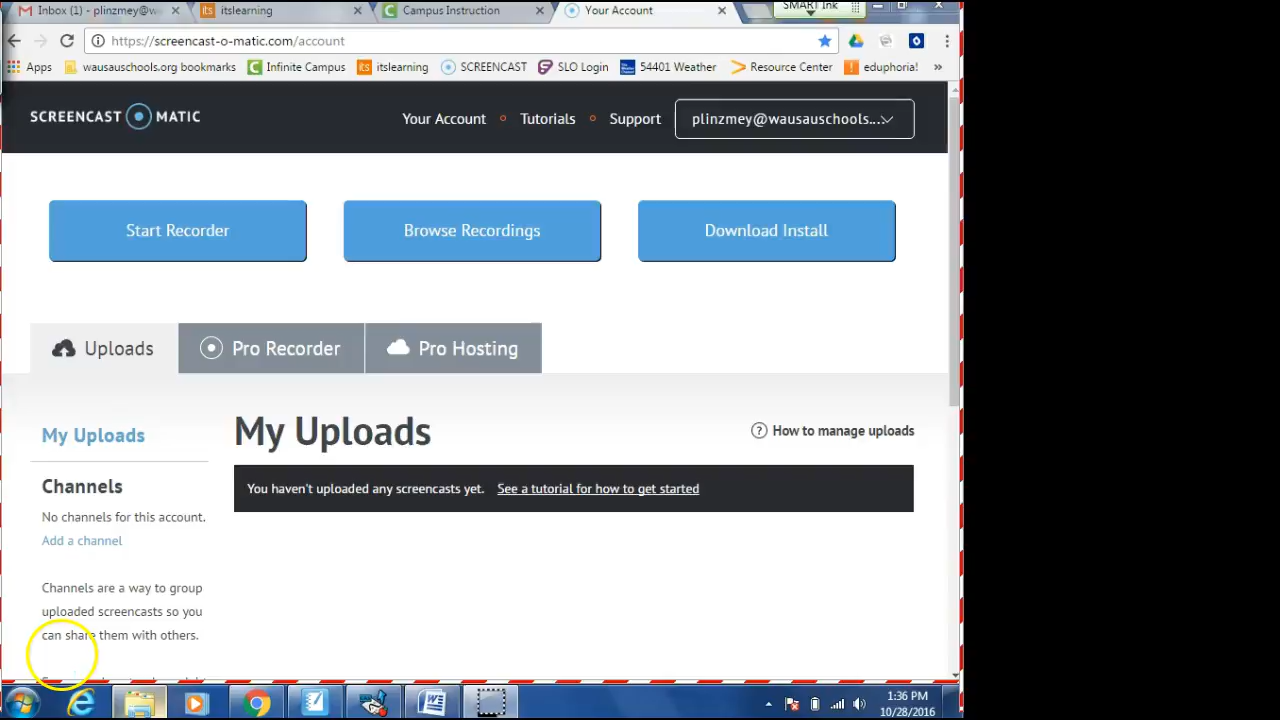 Inbox (1) - plinzmey@w
itslearning
Campus Instruction
Your Account
SMART Ink
https://screencast-o-matic.com/account
Apps
wausauschools.org bookmarks
Infinite Campus
itslearning
SCREENCAST
SLO Login
54401 Weather
Resource Center
eduphoria!
»
SCREENCAST MATIC
Your Account
Tutorials
Support
plinzmey@wausauschools...
Start Recorder
Browse Recordings
Download Install
Uploads
Pro Recorder
Pro Hosting
My Uploads
My Uploads
? How to manage uploads
You haven't uploaded any screencasts yet. See a tutorial for how to get started
Channels
No channels for this account.
Add a channel
Channels are a way to group
uploaded screencasts so you
can share them with others.
1:36 PM
10/28/2016